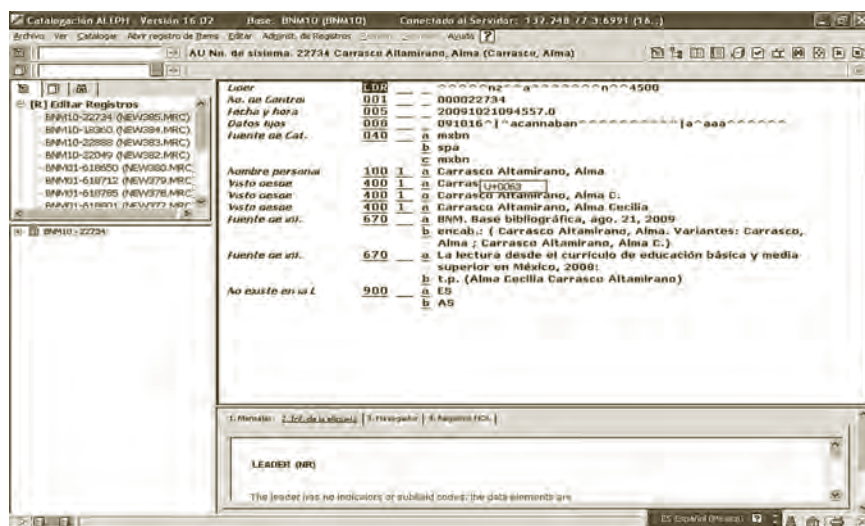 Catalogación ALEPH - Versión 16.02 Base: BNM10 (BNM10) Conectado al Servidor: 132.248.77.3:6991 (16.:)
Archivo Ver Catalogar Abrir registro de Items Editar Administ. de Registros Ayuda ?
AU No. de sistema. 22734 Carrasco Altamirano, Alma (Carrasco, Alma)
[R] Editar Registros
BNM10-22734 (NEW385.MRC)
BNM10-18360 (NEW384.MRC)
BNM10-22888 (NEW383.MRC)
BNM10-22049 (NEW382.MRC)
BNM01-618650 (NEW380.MRC)
BNM01-618712 (NEW379.MRC)
BNM01-618765 (NEW378.MRC)
BNM10 - 22734
Lider LDR ^^^^^nz^^a^^^^^^^n^^4500
No. de Control 001 000022734
Fecha y hora 005 20091021094557.0
Datos fijos 008 091016^|^acannaban^^^^^^^^^^^^^^|^a^aaa^^^^^^
Fuente de Cat. 040 a mxbn
b spa
c mxbn
Nombre personal 100 1 a Carrasco Altamirano, Alma
Visto desde 400 1 a Carras U+0063
Visto desde 400 1 a Carrasco Altamirano, Alma C.
Visto desde 400 1 a Carrasco Altamirano, Alma Cecilia
Fuente de inf. 670 a BNM. Base bibliográfica, ago. 21, 2009
b encab.: ( Carrasco Altamirano, Alma. Variantes: Carrasco,
Alma ; Carrasco Altamirano, Alma C.)
Fuente de inf. 670 a La lectura desde el currículo de educación básica y media
superior en México, 2008:
b t.p. (Alma Cecilia Carrasco Altamirano)
No existe en la L 900 a ES
b AS
1. Mensajes 2. Inf. de la etiqueta 3. Navegador
LEADER (NR)
The leader has no indicators or subfield codes; the data elements are
ES Español (México)